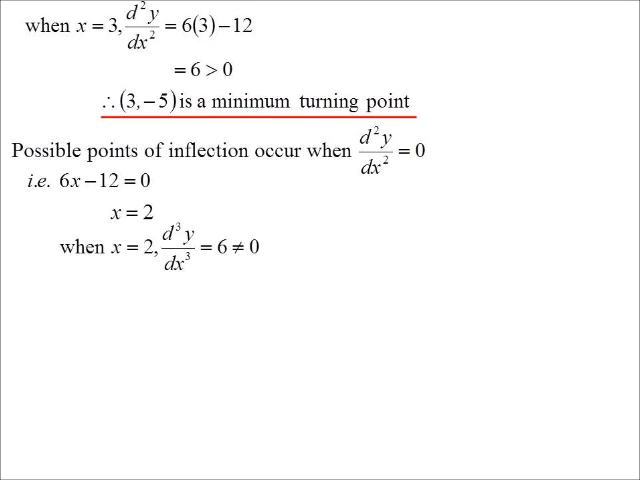 when x = 3, d²y/dx² = 6(3) − 12
= 6 > 0
∴ (3, −5) is a minimum turning point
Possible points of inflection occur when d²y/dx² = 0
i.e. 6x − 12 = 0
x = 2
when x = 2, d³y/dx³ = 6 ≠ 0